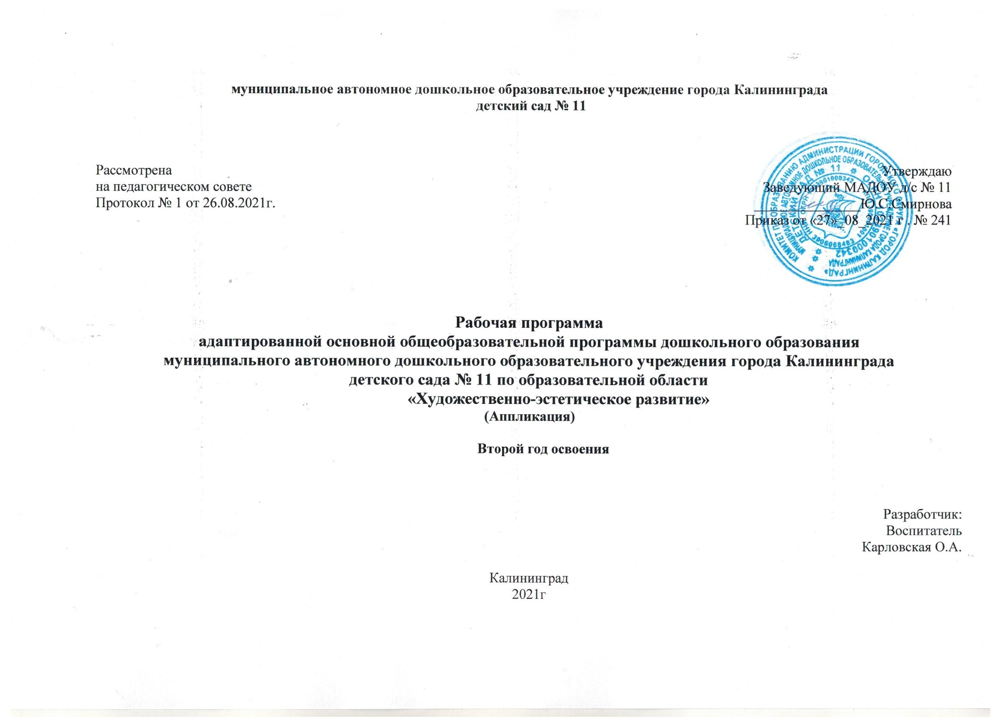 муниципальное автономное дошкольное образовательное учреждение города Калининграда
детский сад № 11
Рассмотрена
на педагогическом совете
Протокол № 1 от 26.08.2021г.
Утверждаю
Заведующий МАДОУ д/с № 11
Ю.С.Смирнова
Приказ от «27»_08_2021 г . № 241
КОМИТЕТ ПО ОБРАЗОВАНИЮ АДМИНИСТРАЦИИ ГОРОДСКОГО ОКРУГА «ГОРОД КАЛИНИНГРАД»
МУНИЦИПАЛЬНОЕ АВТОНОМНОЕ ДОШКОЛЬНОЕ ОБРАЗОВАТЕЛЬНОЕ УЧРЕЖДЕНИЕ ГОРОДА КАЛИНИНГРАДА
ДЕТСКИЙ САД № 11
ИНН 3906068483
Рабочая программа
адаптированной основной общеобразовательной программы дошкольного образования
муниципального автономного дошкольного образовательного учреждения города Калининграда
детского сада № 11 по образовательной области
«Художественно-эстетическое развитие»
(Аппликация)
Второй год освоения
Разработчик:
Воспитатель
Карловская О.А.
Калининград
2021г